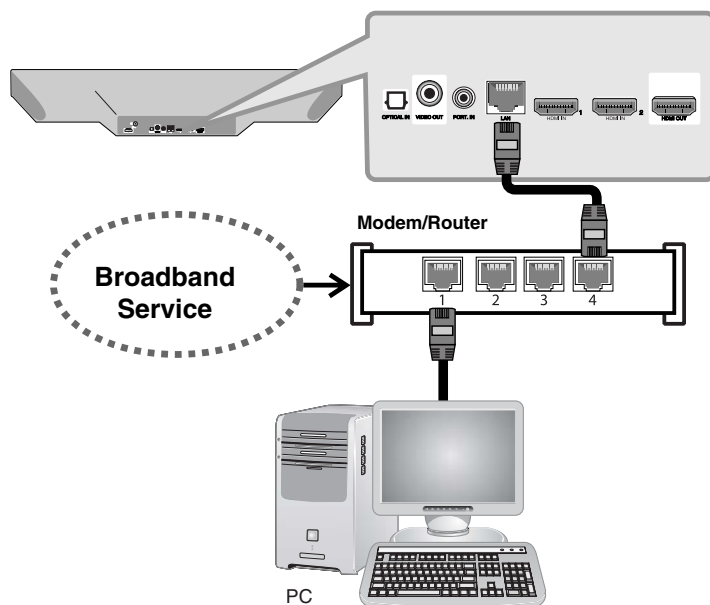 OPTICAL IN
VIDEO OUT
PORT. IN
LAN
HDMI IN
1
HDMI IN
2
HDMI OUT
Modem/Router
Broadband
Service
1
2
3
4
PC